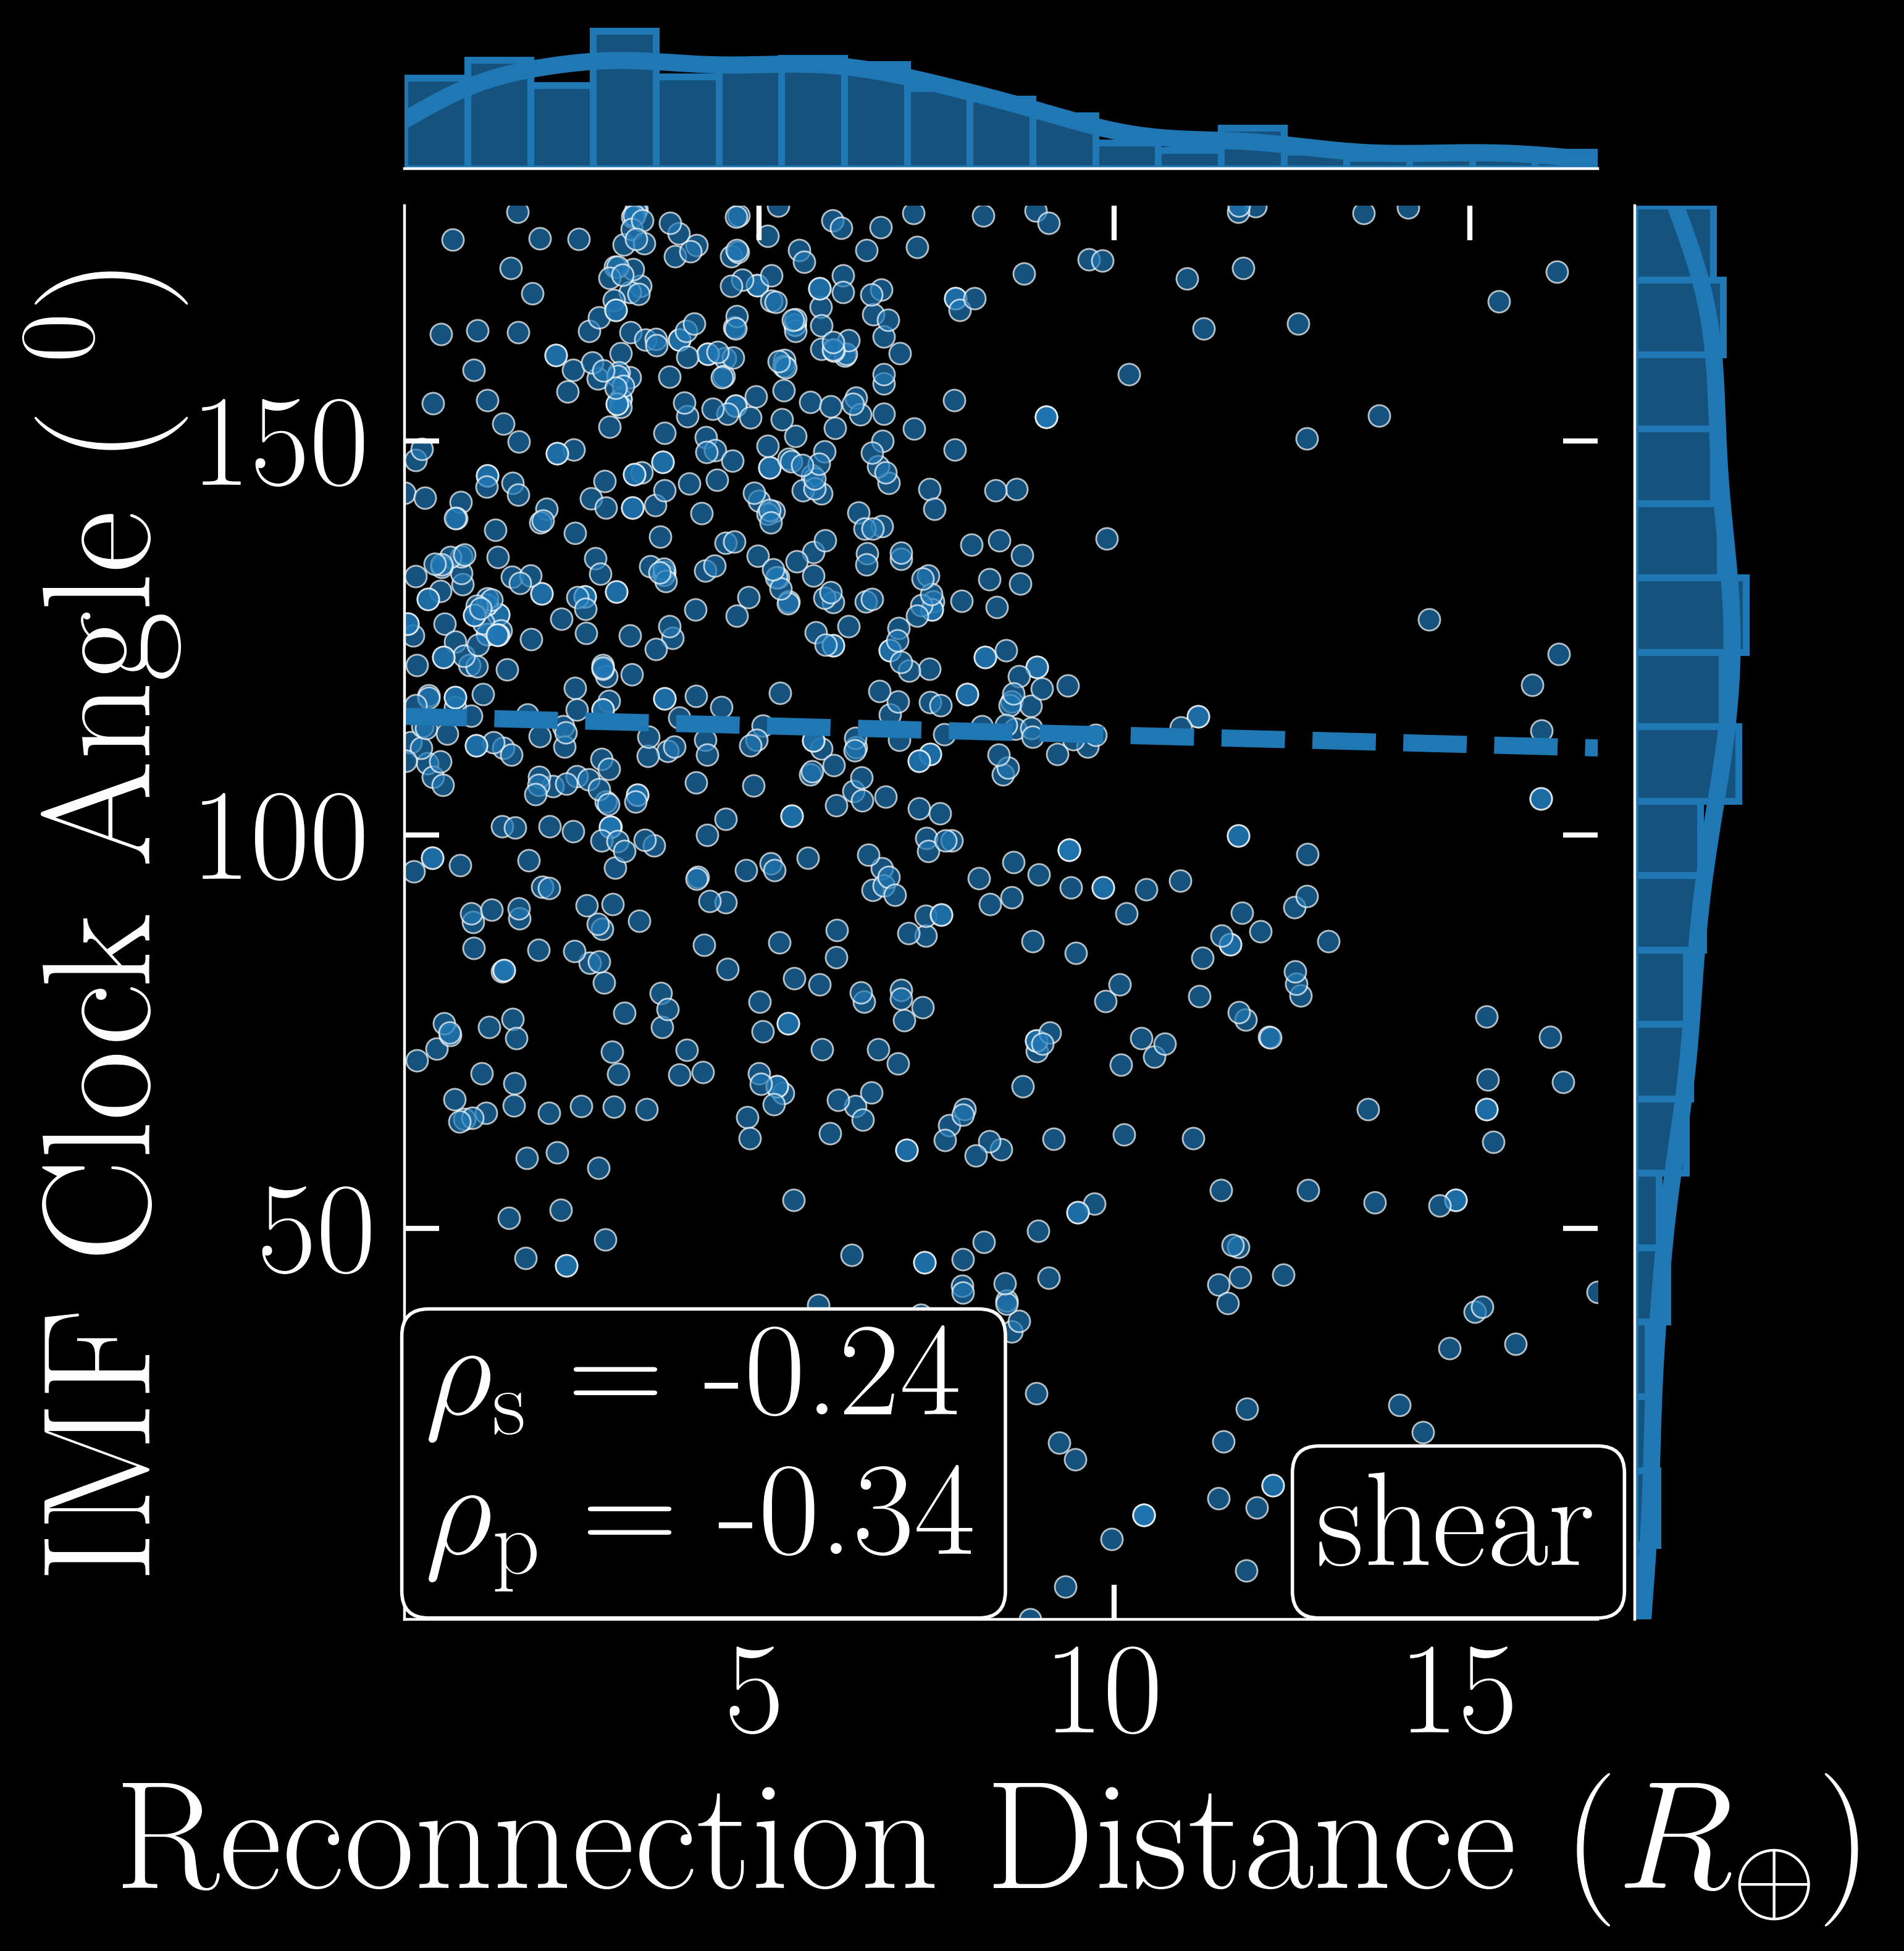 IMF Clock Angle ( 0)
150
100
50
ρs = -0.24
ρp = -0.34
shear
5 10 15
Reconnection Distance (R⊕)